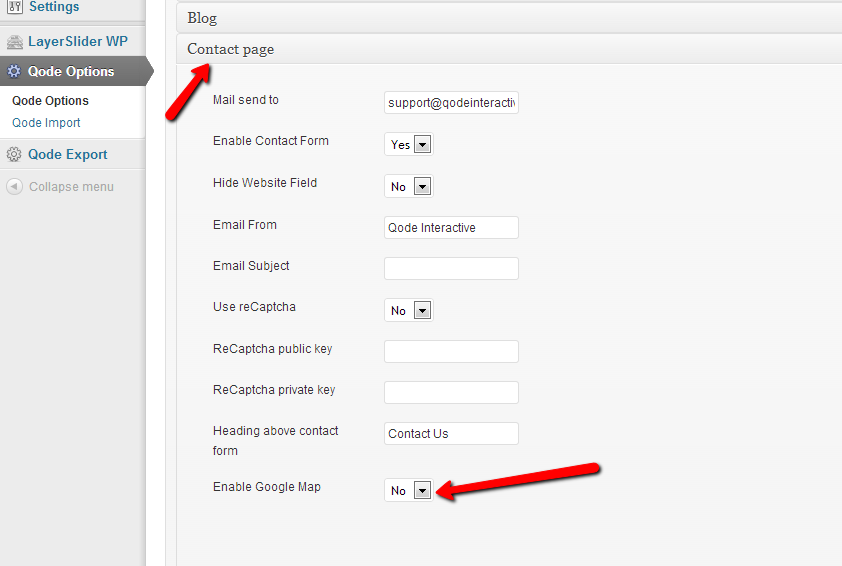 Settings
LayerSlider WP
Qode Options
Qode Options
Qode Import
Qode Export
Collapse menu
Blog
Contact page
Mail send to support@qodeinteractiv
Enable Contact Form Yes
Hide Website Field No
Email From Qode Interactive
Email Subject
Use reCaptcha No
ReCaptcha public key
ReCaptcha private key
Heading above contact Contact Us
form
Enable Google Map No